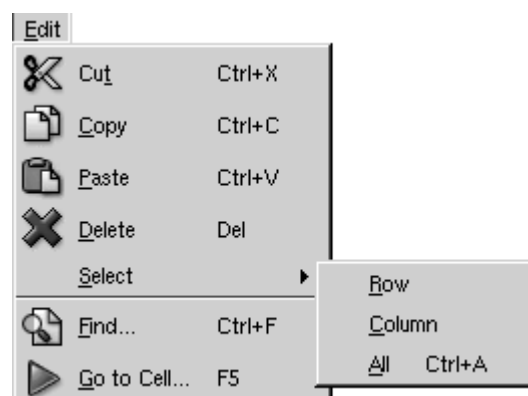 Edit
Cut Ctrl+X
Copy Ctrl+C
Paste Ctrl+V
Delete Del
Select
Row
Find... Ctrl+F
Column
All Ctrl+A
Go to Cell... F5